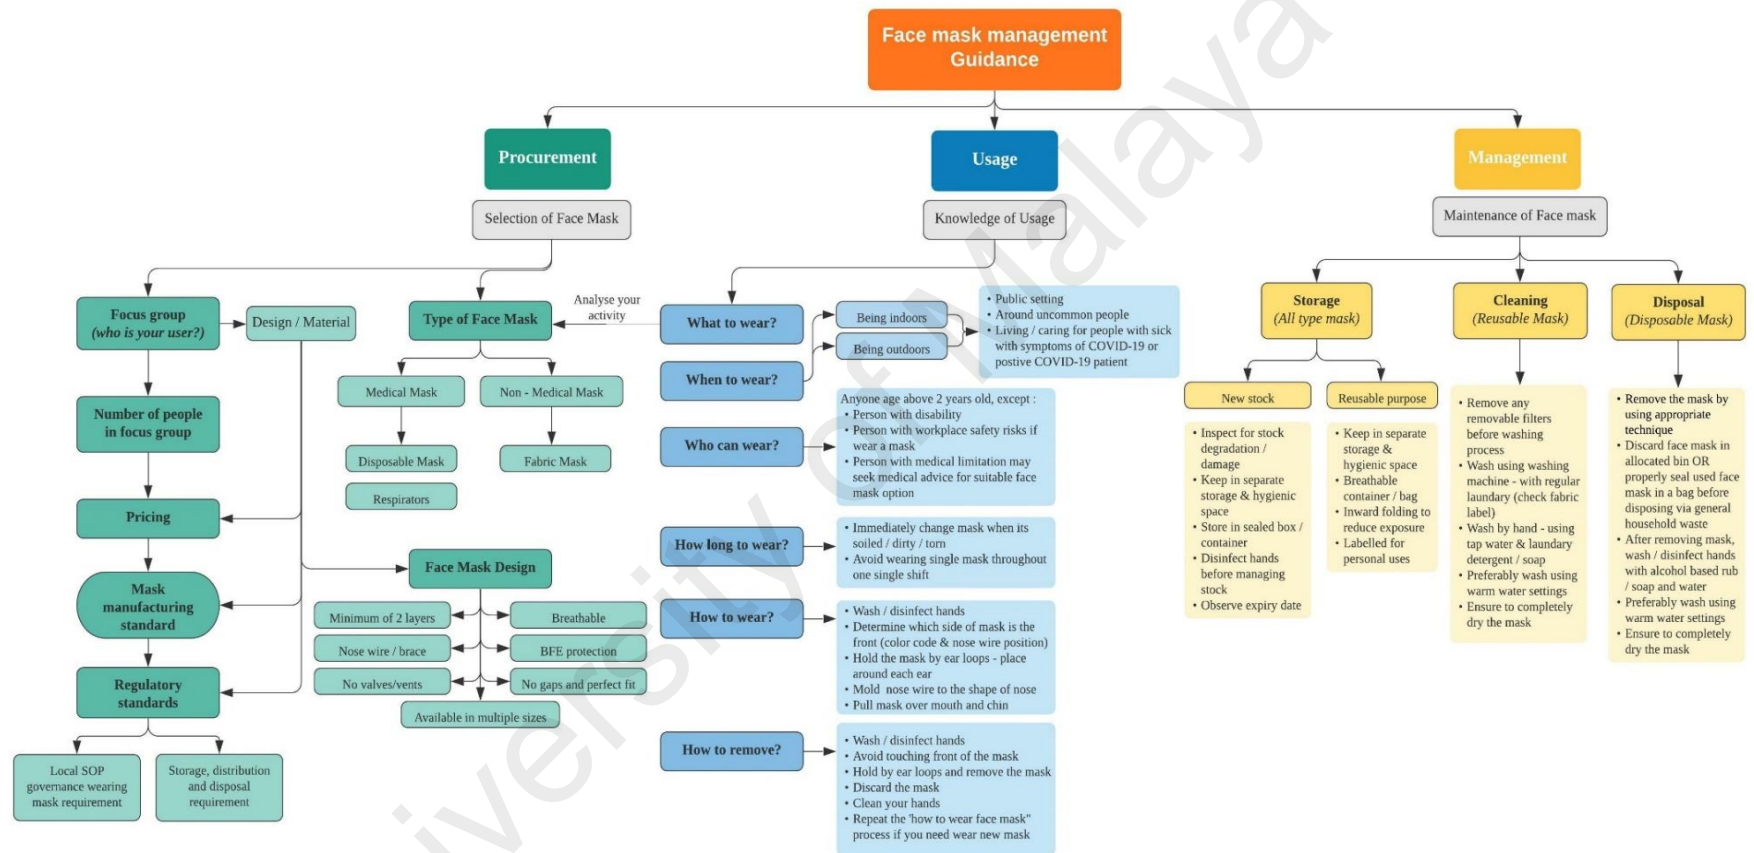 Face mask management
Guidance
Procurement
Selection of Face Mask
Focus group
(who is your user?)
Design / Material
Number of people
in focus group
Pricing
Mask
manufacturing
standard
Regulatory
standards
Local SOP
governance wearing
mask requirement
Storage, distribution
and disposal
requirement
Type of Face Mask
Analyse your
activity
Medical Mask
Non - Medical Mask
Disposable Mask
Fabric Mask
Respirators
Face Mask Design
Minimum of 2 layers
Breathable
Nose wire / brace
BFE protection
No valves/vents
No gaps and perfect fit
Available in multiple sizes
Usage
Knowledge of Usage
What to wear?
When to wear?
Being indoors
Being outdoors
• Public setting
• Around uncommon people
• Living / caring for people with sick
with symptoms of COVID-19 or
postive COVID-19 patient
Who can wear?
Anyone age above 2 years old, except :
• Person with disability
• Person with workplace safety risks if
wear a mask
• Person with medical limitation may
seek medical advice for suitable face
mask option
How long to wear?
• Immediately change mask when its
soiled / dirty / torn
• Avoid wearing single mask throughout
one single shift
How to wear?
• Wash / disinfect hands
• Determine which side of mask is the
front (color code & nose wire position)
• Hold the mask by ear loops - place
around each ear
• Mold nose wire to the shape of nose
• Pull mask over mouth and chin
How to remove?
• Wash / disinfect hands
• Avoid touching front of the mask
• Hold by ear loops and remove the mask
• Discard the mask
• Clean your hands
• Repeat the 'how to wear face mask"
process if you need wear new mask
Management
Maintenance of Face mask
Storage
(All type mask)
New stock
• Inspect for stock
degradation /
damage
• Keep in separate
storage & hygienic
space
• Store in sealed box /
container
• Disinfect hands
before managing
stock
• Observe expiry date
Reusable purpose
• Keep in separate
storage &
hygienic space
• Breathable
container / bag
• Inward folding to
reduce exposure
• Labelled for
personal uses
Cleaning
(Reusable Mask)
• Remove any
removable filters
before washing
process
• Wash using washing
machine - with regular
laundary (check fabric
label)
• Wash by hand - using
tap water & laundary
detergent / soap
• Preferably wash using
warm water settings
• Ensure to completely
dry the mask
Disposal
(Disposable Mask)
• Remove the mask by
using appropriate
technique
• Discard face mask in
allocated bin OR
properly seal used face
mask in a bag before
disposing via general
household waste
• After removing mask,
wash / disinfect hands
with alcohol based rub
/ soap and water
• Preferably wash using
warm water settings
• Ensure to completely
dry the mask
versity of Malaya